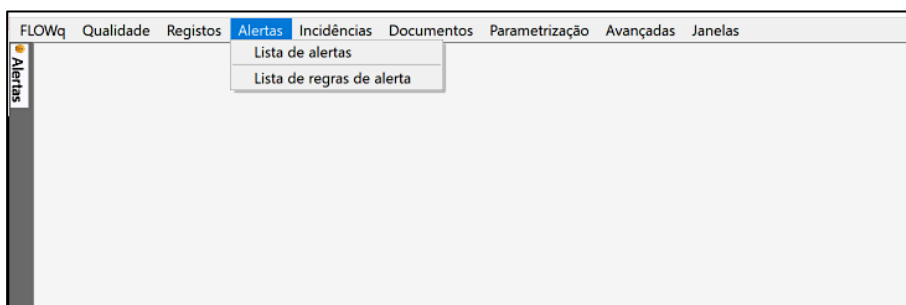 FLOWq Qualidade Registos Alertas Incidências Documentos Parametrização Avançadas Janelas
Lista de alertas
Lista de regras de alerta
Alertas